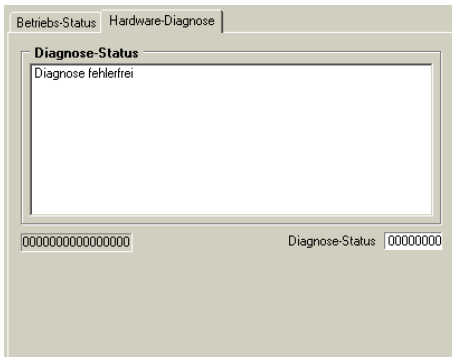 Betriebs-Status Hardware-Diagnose
Diagnose-Status
Diagnose fehlerfrei
0000000000000000 Diagnose-Status 00000000